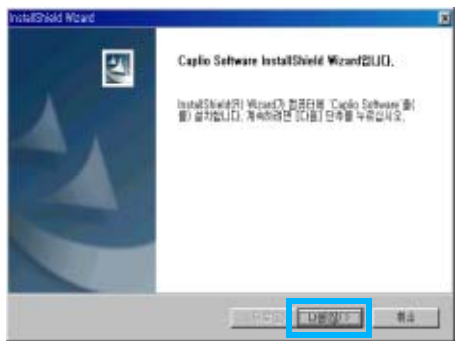 InstallShield Wizard
Caplio Software InstallShield Wizard입니다.
InstallShield(R) Wizard가 컴퓨터에 'Caplio Software'을(
를) 설치합니다. 계속하려면 [다음] 단추를 누르십시오.
취소